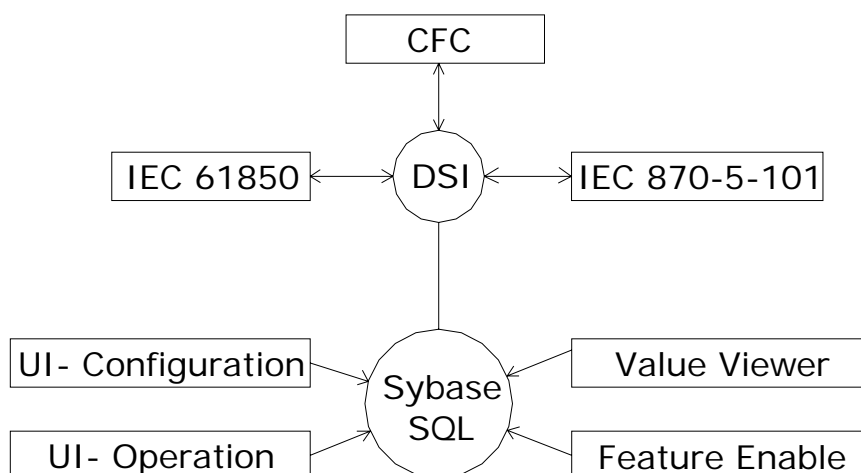 CFC
IEC 61850
DSI
IEC 870-5-101
UI- Configuration
Value Viewer
Sybase
SQL
UI- Operation
Feature Enable